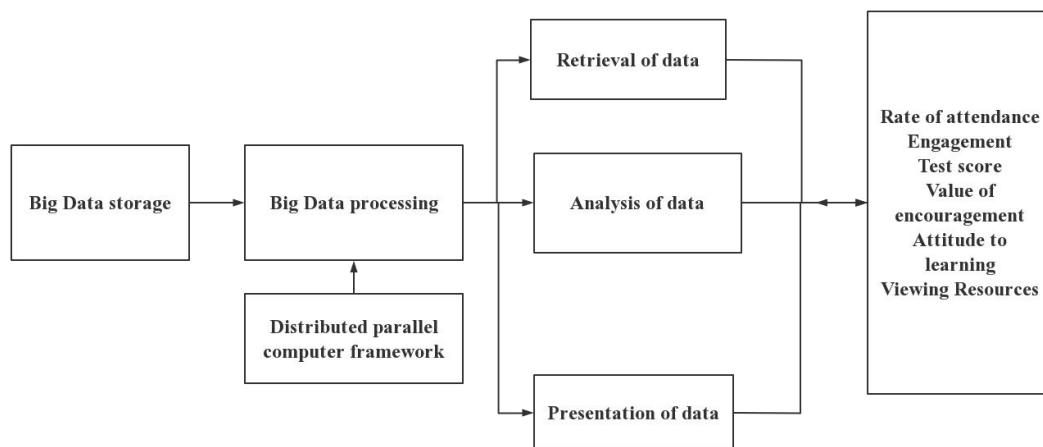 Big Data storage
Big Data processing
Distributed parallel
computer framework
Retrieval of data
Analysis of data
Presentation of data
Rate of attendance
Engagement
Test score
Value of
encouragement
Attitude to
learning
Viewing Resources